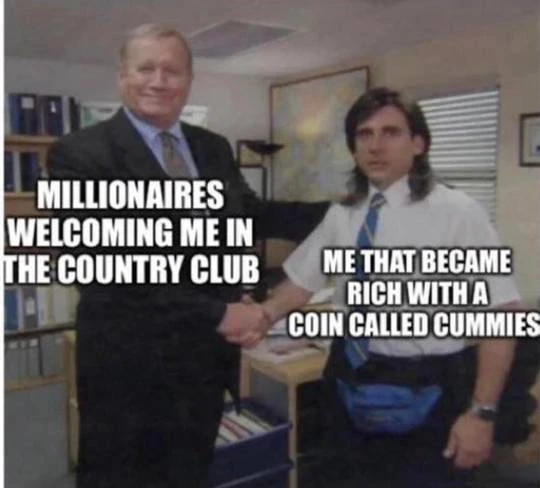 MILLIONAIRES
WELCOMING ME IN
THE COUNTRY CLUB
ME THAT BECAME
RICH WITH A
COIN CALLED CUMMIES